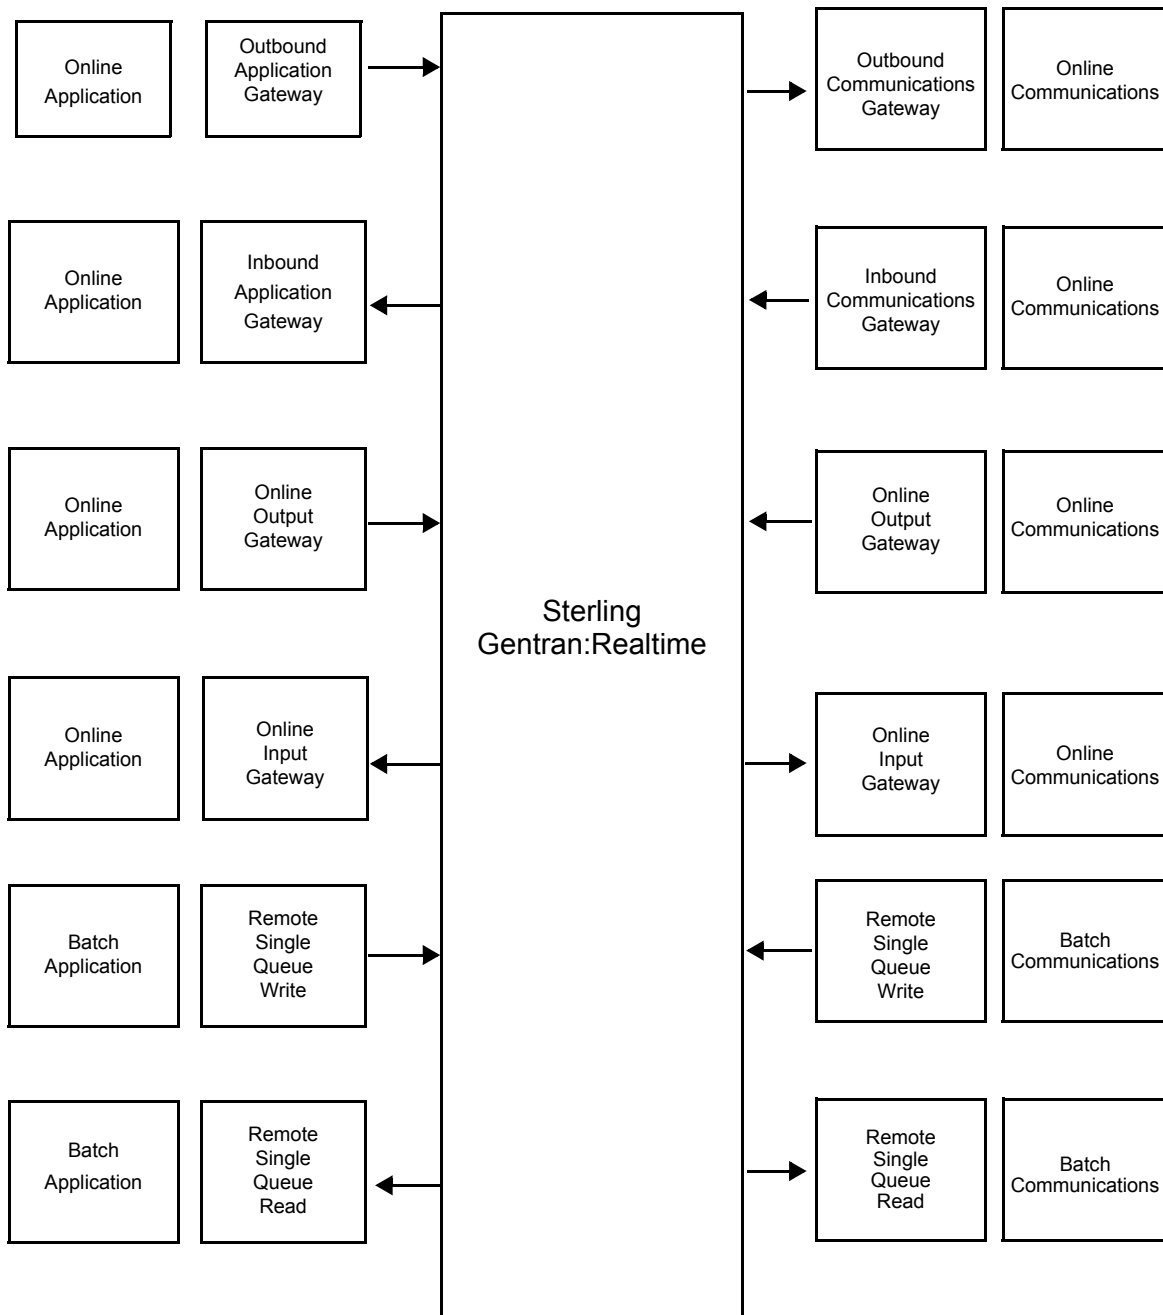 Online
Application
Outbound
Application
Gateway
Outbound
Communications
Gateway
Online
Communications
Online
Application
Inbound
Application
Gateway
Inbound
Communications
Gateway
Online
Communications
Online
Application
Online
Output
Gateway
Online
Output
Gateway
Online
Communications
Sterling
Gentran:Realtime
Online
Application
Online
Input
Gateway
Online
Input
Gateway
Online
Communications
Batch
Application
Remote
Single
Queue
Write
Remote
Single
Queue
Write
Batch
Communications
Batch
Application
Remote
Single
Queue
Read
Remote
Single
Queue
Read
Batch
Communications